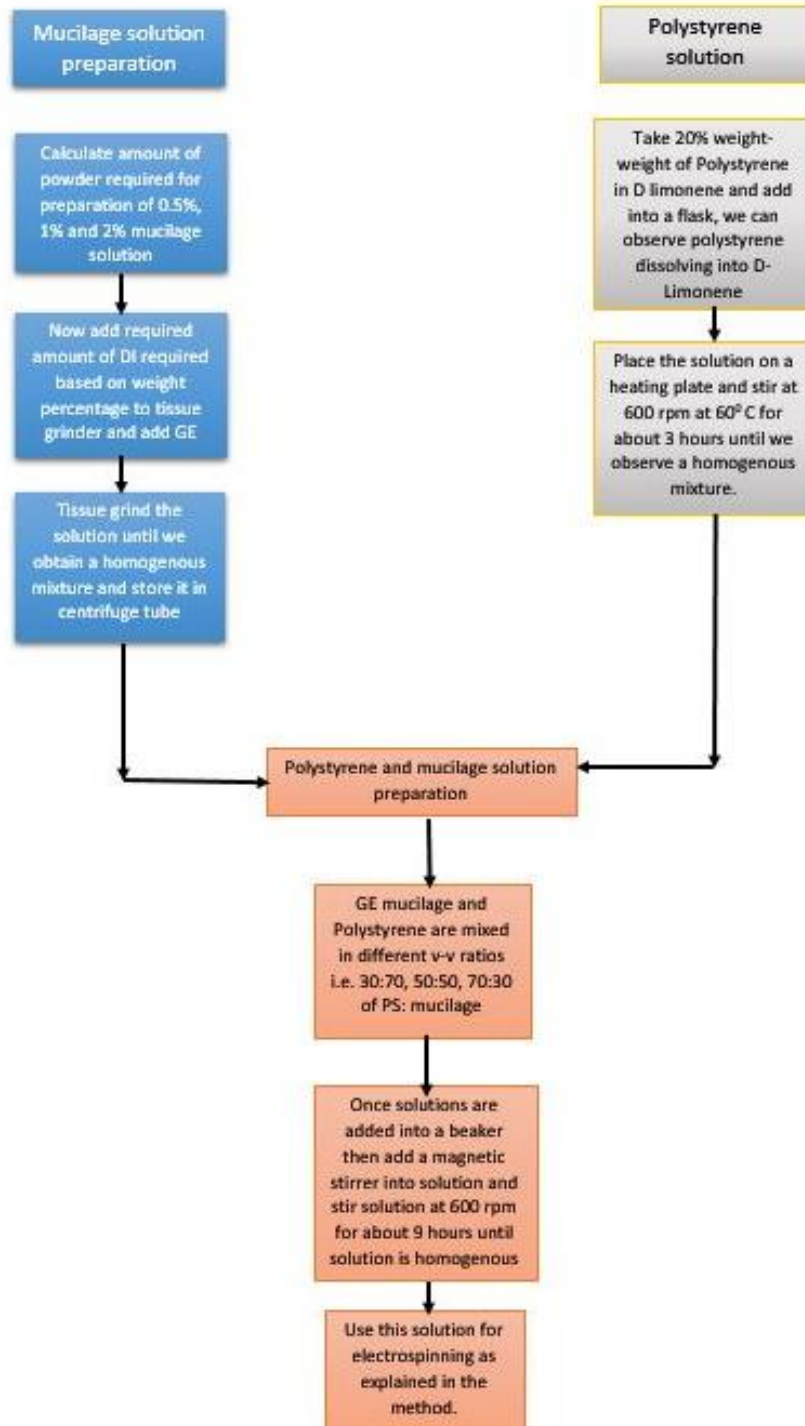 Mucilage solution
preparation
Calculate amount of
powder required for
preparation of 0.5%,
1% and 2% mucilage
solution
Now add required
amount of DI required
based on weight
percentage to tissue
grinder and add GE
Tissue grind the
solution until we
obtain a homogenous
mixture and store it in
centrifuge tube
Polystyrene
solution
Take 20% weight-
weight of Polystyrene
in D limonene and add
into a flask, we can
observe polystyrene
dissolving into D-
Limonene
Place the solution on a
heating plate and stir at
600 rpm at 60⁰ C for
about 3 hours until we
observe a homogenous
mixture.
Polystyrene and mucilage solution
preparation
GE mucilage and
Polystyrene are mixed
in different v-v ratios
i.e. 30:70, 50:50, 70:30
of PS: mucilage
Once solutions are
added into a beaker
then add a magnetic
stirrer into solution and
stir solution at 600 rpm
for about 9 hours until
solution is homogenous
Use this solution for
electrospinning as
explained in the
method.